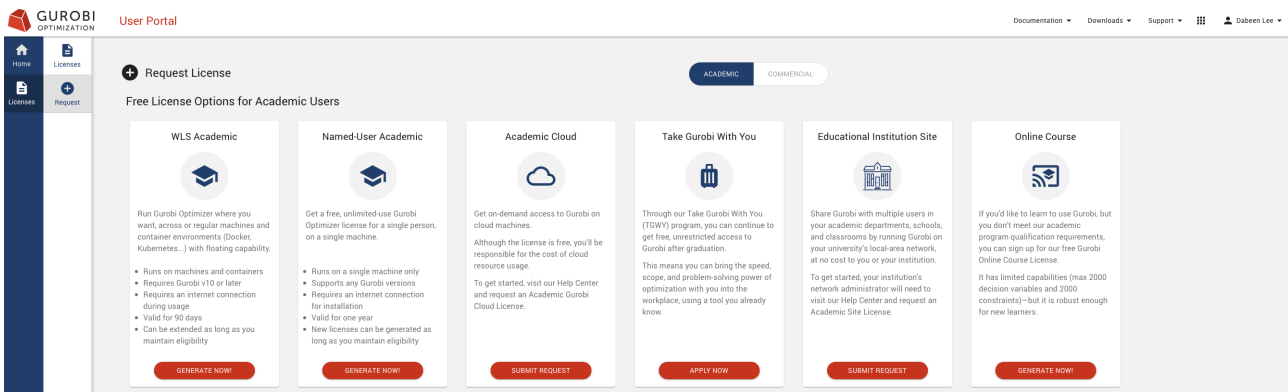 GUROBI
OPTIMIZATION
User Portal
Documentation
Downloads
Support
Dabeen Lee
Home
Licenses
Licenses
Request
Request License
ACADEMIC
COMMERCIAL
Free License Options for Academic Users
WLS Academic
Run Gurobi Optimizer where you
want, across or regular machines and
container environments (Docker,
Kubernetes...) with floating capability.
• Runs on machines and containers
• Requires Gurobi v10 or later
• Requires an internet connection
during usage
• Valid for 90 days
• Can be extended as long as you
maintain eligibility
GENERATE NOW!
Named-User Academic
Get a free, unlimited-use Gurobi
Optimizer license for a single person,
on a single machine.
• Runs on a single machine only
• Supports any Gurobi versions
• Requires an internet connection
for installation
• Valid for one year
• New licenses can be generated as
long as you maintain eligibility
GENERATE NOW!
Academic Cloud
Get on-demand access to Gurobi on
cloud machines.
Although the license is free, you'll be
responsible for the cost of cloud
resource usage.
To get started, visit our Help Center
and request an Academic Gurobi
Cloud License.
SUBMIT REQUEST
Take Gurobi With You
Through our Take Gurobi With You
(TGWY) program, you can continue to
get free, unrestricted access to
Gurobi after graduation.
This means you can bring the speed,
scope, and problem-solving power of
optimization with you into the
workplace, using a tool you already
know.
APPLY NOW
Educational Institution Site
Share Gurobi with multiple users in
your academic departments, schools,
and classrooms by running Gurobi on
your university's local-area network,
at no cost to you or your institution.
To get started, your institution's
network administrator will need to
visit our Help Center and request an
Academic Site License.
SUBMIT REQUEST
Online Course
If you'd like to learn to use Gurobi, but
you don't meet our academic
program qualification requirements,
you can sign up for our free Gurobi
Online Course License.
It has limited capabilities (max 2000
decision variables and 2000
constraints)—but it is robust enough
for new learners.
GENERATE NOW!